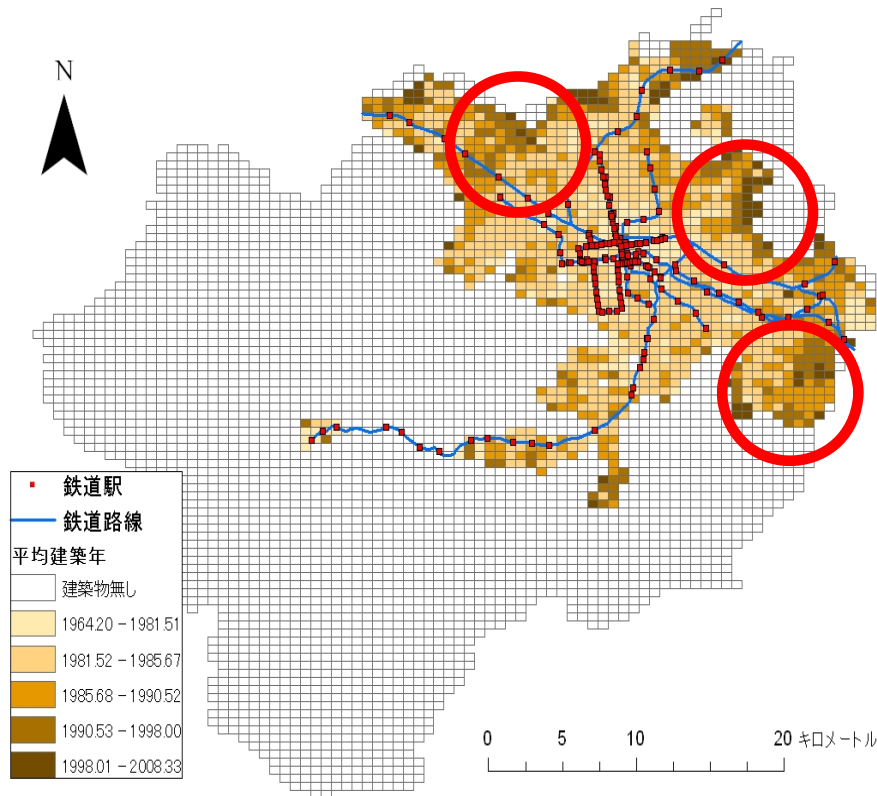 N
鉄道駅
鉄道路線
平均建築年
建築物無し
1964.20 - 1981.51
1981.52 - 1985.67
1985.68 - 1990.52
1990.53 - 1998.00
1998.01 - 2008.33
0 5 10 20 キロメートル